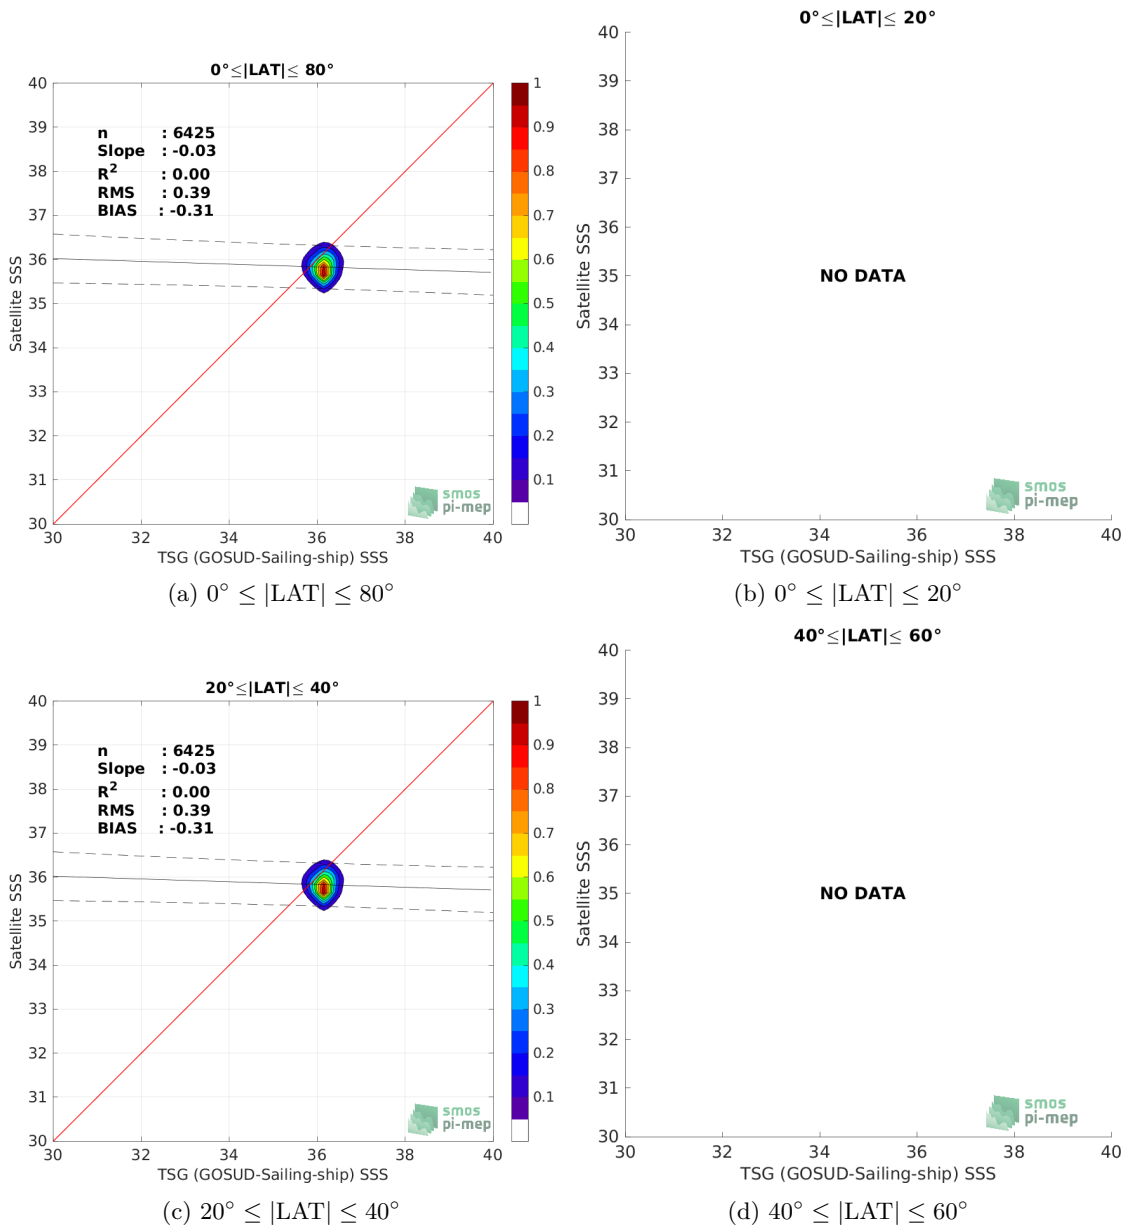 0°≤|LAT|≤ 80°
40
39
38
37
36
35
34
33
32
31
30
Satellite SSS
n : 6425
Slope : -0.03
R² : 0.00
RMS : 0.39
BIAS : -0.31
smos
pi-mep
30 32 34 36 38 40
TSG (GOSUD-Sailing-ship) SSS
1
0.9
0.8
0.7
0.6
0.5
0.4
0.3
0.2
0.1
(a) 0° ≤ |LAT| ≤ 80°
0°≤|LAT|≤ 20°
40
39
38
37
36
35
34
33
32
31
30
Satellite SSS
NO DATA
smos
pi-mep
30 32 34 36 38 40
TSG (GOSUD-Sailing-ship) SSS
(b) 0° ≤ |LAT| ≤ 20°
20°≤|LAT|≤ 40°
40
39
38
37
36
35
34
33
32
31
30
Satellite SSS
n : 6425
Slope : -0.03
R² : 0.00
RMS : 0.39
BIAS : -0.31
smos
pi-mep
30 32 34 36 38 40
TSG (GOSUD-Sailing-ship) SSS
1
0.9
0.8
0.7
0.6
0.5
0.4
0.3
0.2
0.1
(c) 20° ≤ |LAT| ≤ 40°
40°≤|LAT|≤ 60°
40
39
38
37
36
35
34
33
32
31
30
Satellite SSS
NO DATA
smos
pi-mep
30 32 34 36 38 40
TSG (GOSUD-Sailing-ship) SSS
(d) 40° ≤ |LAT| ≤ 60°